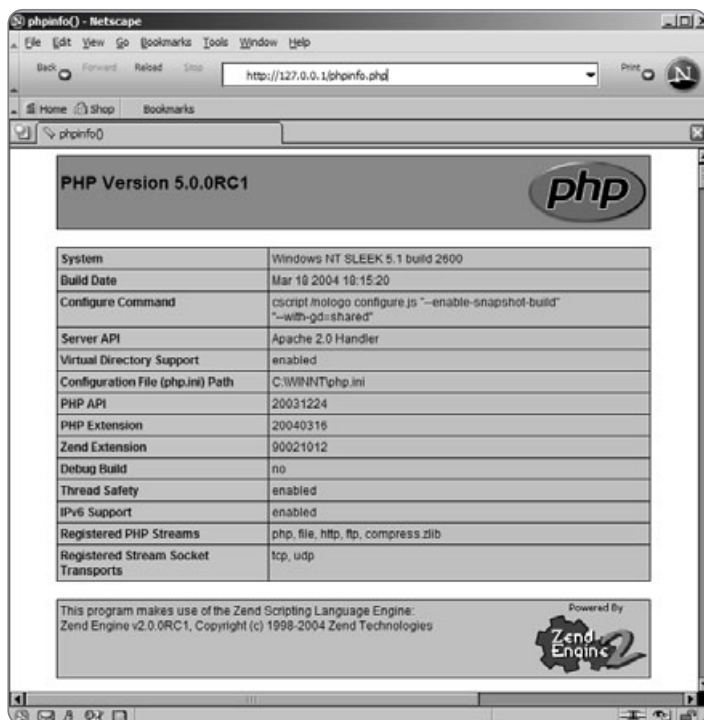 phpinfo() - Netscape
File Edit View Go Bookmarks Tools Window Help
Back Forward Reload Stop http://127.0.0.1/phpinfo.php Print N
Home Shop Bookmarks
phpinfo()
PHP Version 5.0.0RC1 php
System Windows NT SLEEK 5.1 build 2600
Build Date Mar 18 2004 18:15:20
Configure Command cscript /nologo configure.js "--enable-snapshot-build"
"--with-gd=shared"
Server API Apache 2.0 Handler
Virtual Directory Support enabled
Configuration File (php.ini) Path C:\WINNT\php.ini
PHP API 20031224
PHP Extension 20040316
Zend Extension 90021012
Debug Build no
Thread Safety enabled
IPv6 Support enabled
Registered PHP Streams php, file, http, ftp, compress.zlib
Registered Stream Socket
Transports tcp, udp
This program makes use of the Zend Scripting Language Engine:
Zend Engine v2.0.0RC1, Copyright (c) 1998-2004 Zend Technologies
Powered By
Zend
Engine 2